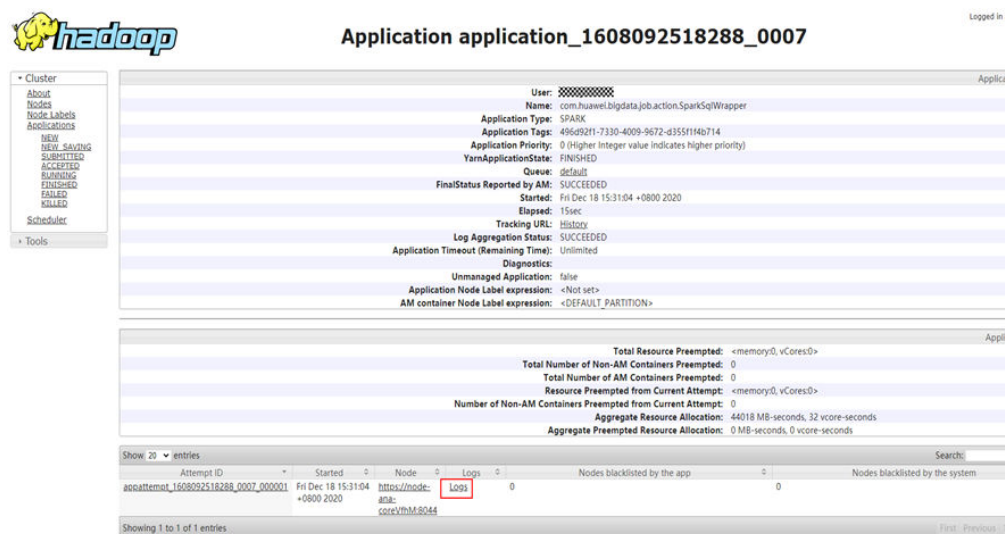 hadoop
Logged in
Application application_1608092518288_0007
Cluster
About
Nodes
Node Labels
Applications
NEW
NEW_SAVING
SUBMITTED
ACCEPTED
RUNNING
FINISHED
FAILED
KILLED
Scheduler
Tools
Applica
User:
Name: com.huawei.bigdata.job.action.SparkSqlWrapper
Application Type: SPARK
Application Tags: 496d92f1-7330-4009-9672-d355f1f4b714
Application Priority: 0 (Higher Integer value indicates higher priority)
YarnApplicationState: FINISHED
Queue: default
FinalStatus Reported by AM: SUCCEEDED
Started: Fri Dec 18 15:31:04 +0800 2020
Elapsed: 15sec
Tracking URL: History
Log Aggregation Status: SUCCEEDED
Application Timeout (Remaining Time): Unlimited
Diagnostics:
Unmanaged Application: false
Application Node Label expression: <Not set>
AM container Node Label expression: <DEFAULT_PARTITION>
Appli
Total Resource Preempted: <memory:0, vCores:0>
Total Number of Non-AM Containers Preempted: 0
Total Number of AM Containers Preempted: 0
Resource Preempted from Current Attempt: <memory:0, vCores:0>
Number of Non-AM Containers Preempted from Current Attempt: 0
Aggregate Resource Allocation: 44018 MB-seconds, 32 vcore-seconds
Aggregate Preempted Resource Allocation: 0 MB-seconds, 0 vcore-seconds
Show 20 entries Search:
Attempt ID Started Node Logs Nodes blacklisted by the app Nodes blacklisted by the system
appattempt_1608092518288_0007_000001 Fri Dec 18 15:31:04 https://node- Logs 0 0
+0800 2020 ana-
coreVfhM:8044
Showing 1 to 1 of 1 entries First Previous